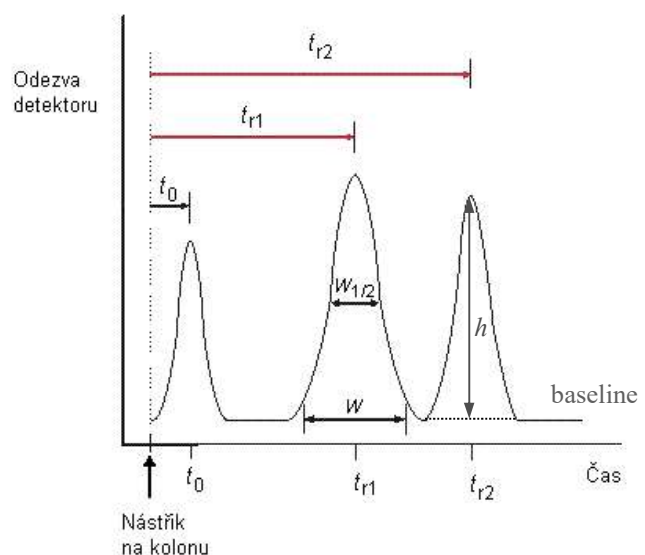 t_r2
Odezva
detektoru
t_r1
t_0
w_1/2
h
baseline
w
t_0
t_r1
t_r2
Čas
Nástřik
na kolonu